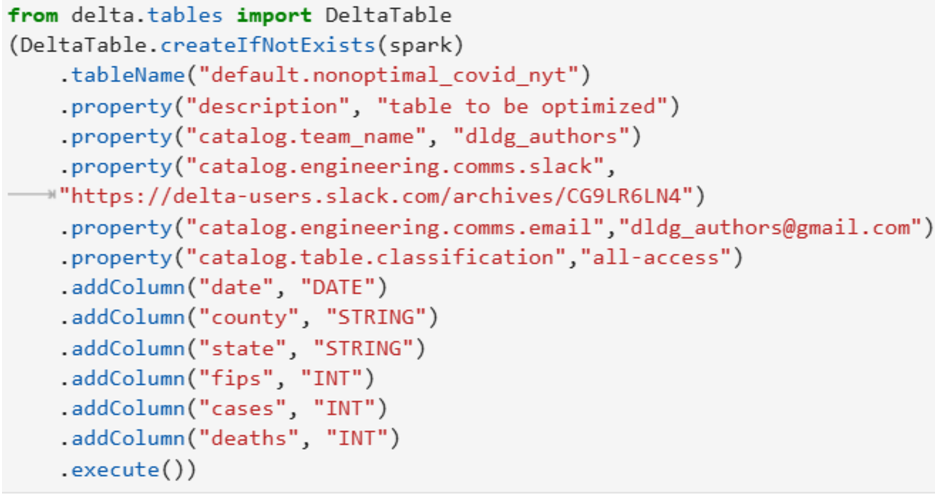 from delta.tables import DeltaTable
(DeltaTable.createIfNotExists(spark)
.tableName("default.nonoptimal_covid_nyt")
.property("description", "table to be optimized")
.property("catalog.team_name", "dldg_authors")
.property("catalog.engineering.comms.slack",
"https://delta-users.slack.com/archives/CG9LR6LN4")
.property("catalog.engineering.comms.email","dldg_authors@gmail.com")
.property("catalog.table.classification","all-access")
.addColumn("date", "DATE")
.addColumn("county", "STRING")
.addColumn("state", "STRING")
.addColumn("fips", "INT")
.addColumn("cases", "INT")
.addColumn("deaths", "INT")
.execute())